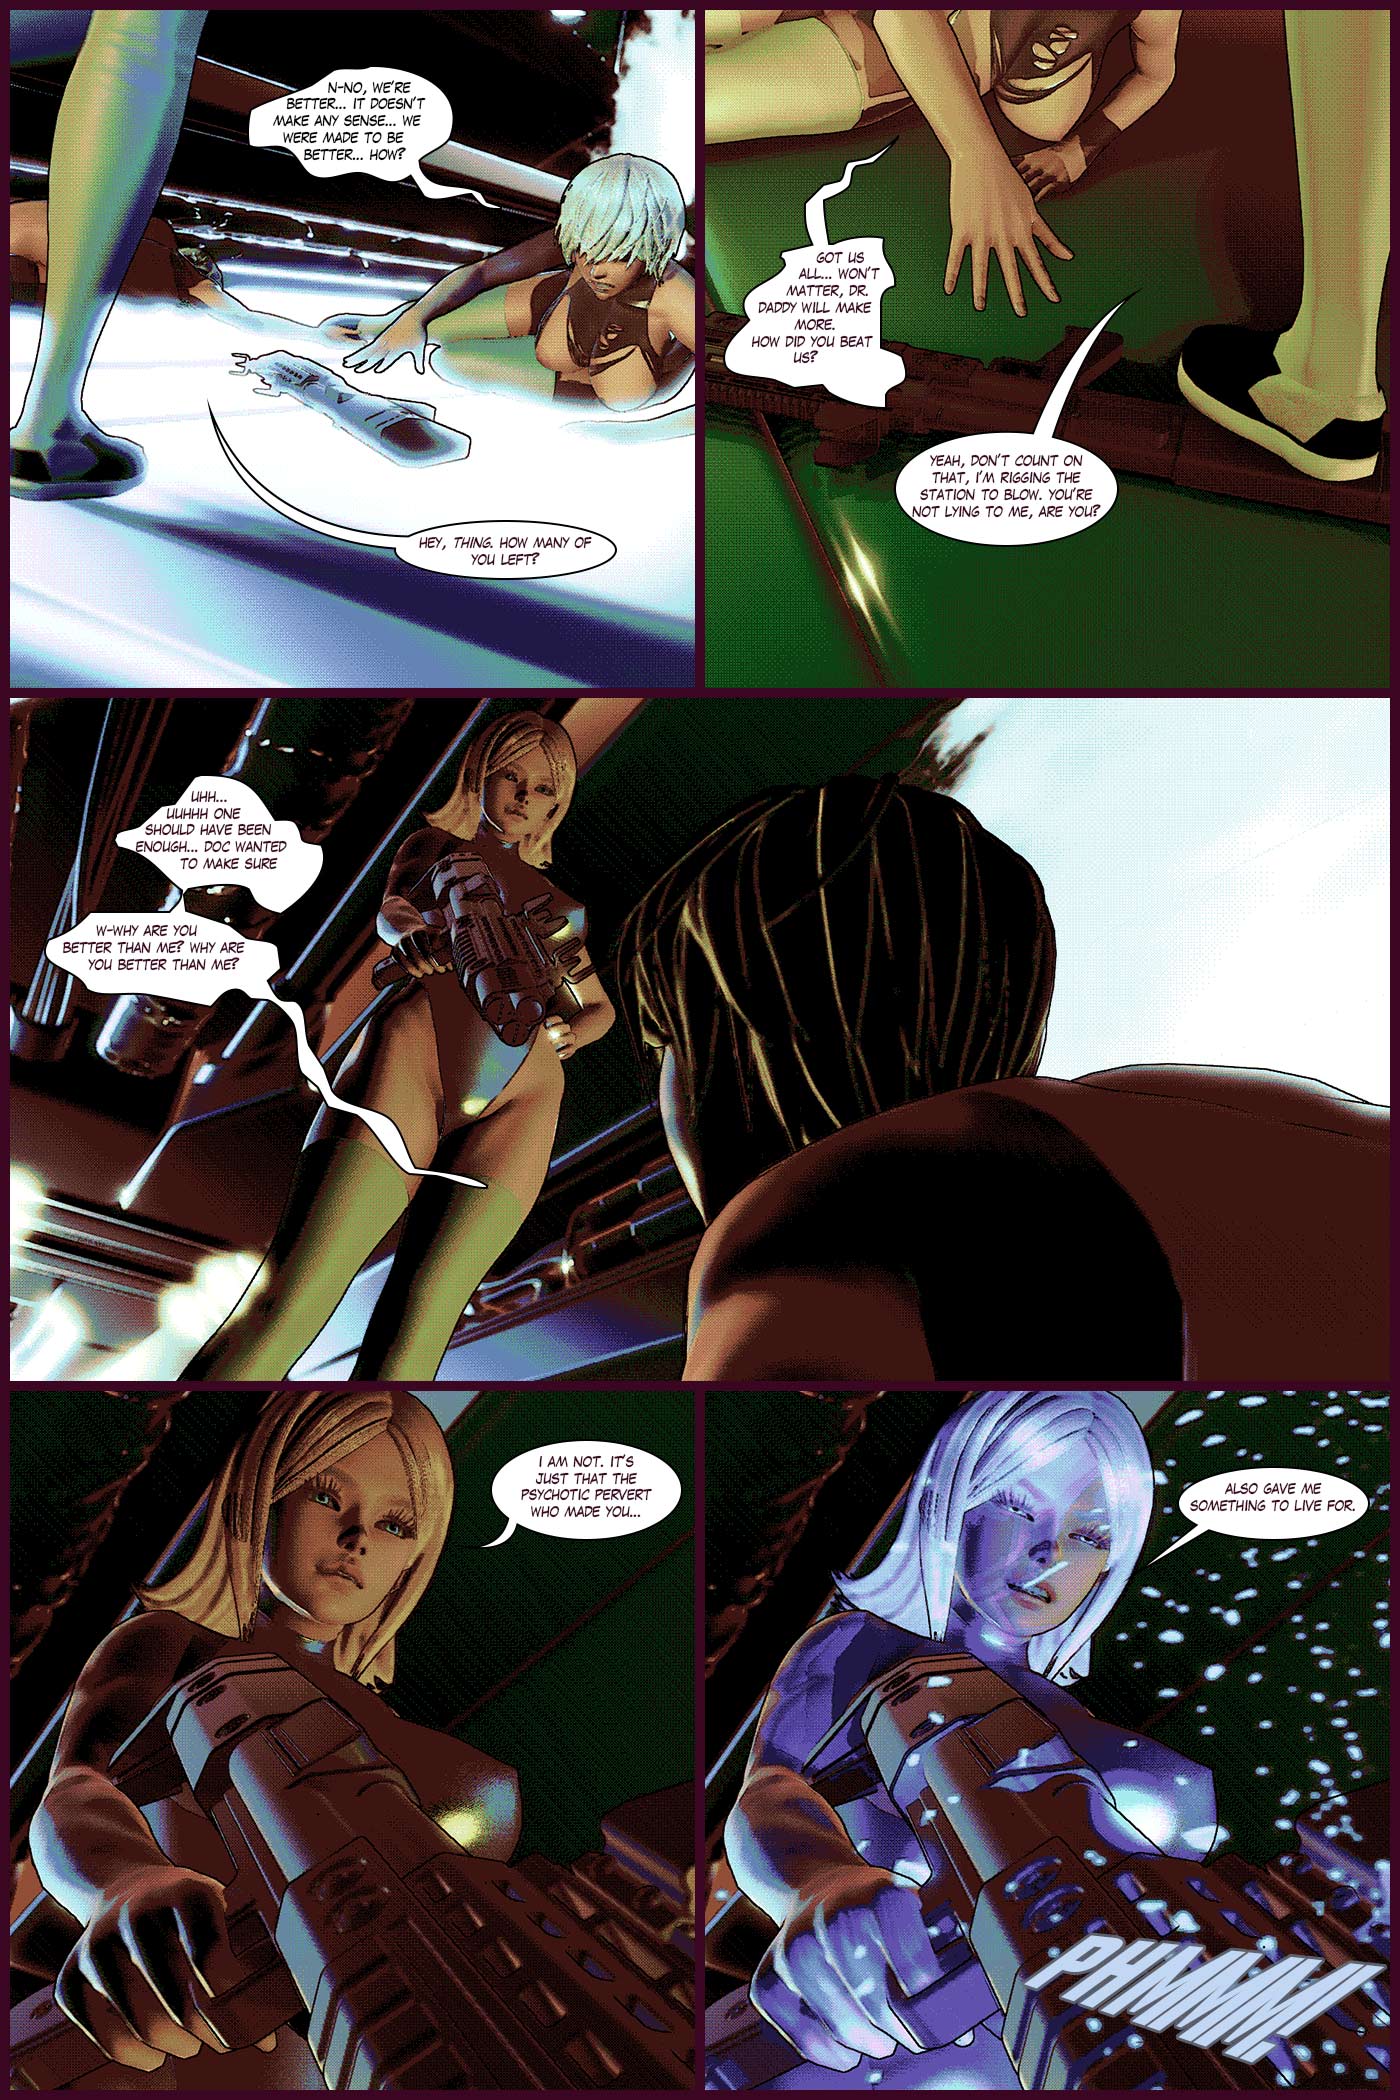 N-NO, WE'RE
BETTER... IT DOESN'T
MAKE ANY SENSE... WE
WERE MADE TO BE
BETTER... HOW?
HEY, THING. HOW MANY OF
YOU LEFT?
GOT US
ALL... WON'T
MATTER, DR.
DADDY WILL MAKE
MORE.
HOW DID YOU BEAT
US?
YEAH, DON'T COUNT ON
THAT, I'M RIGGING THE
STATION TO BLOW. YOU'RE
NOT LYING TO ME, ARE YOU?
UHH...
UUHHH ONE
SHOULD HAVE BEEN
ENOUGH... DOC WANTED
TO MAKE SURE
W-WHY ARE YOU
BETTER THAN ME? WHY ARE
YOU BETTER THAN ME?
I AM NOT. IT'S
JUST THAT THE
PSYCHOTIC PERVERT
WHO MADE YOU...
ALSO GAVE ME
SOMETHING TO LIVE FOR.
PHMMM!